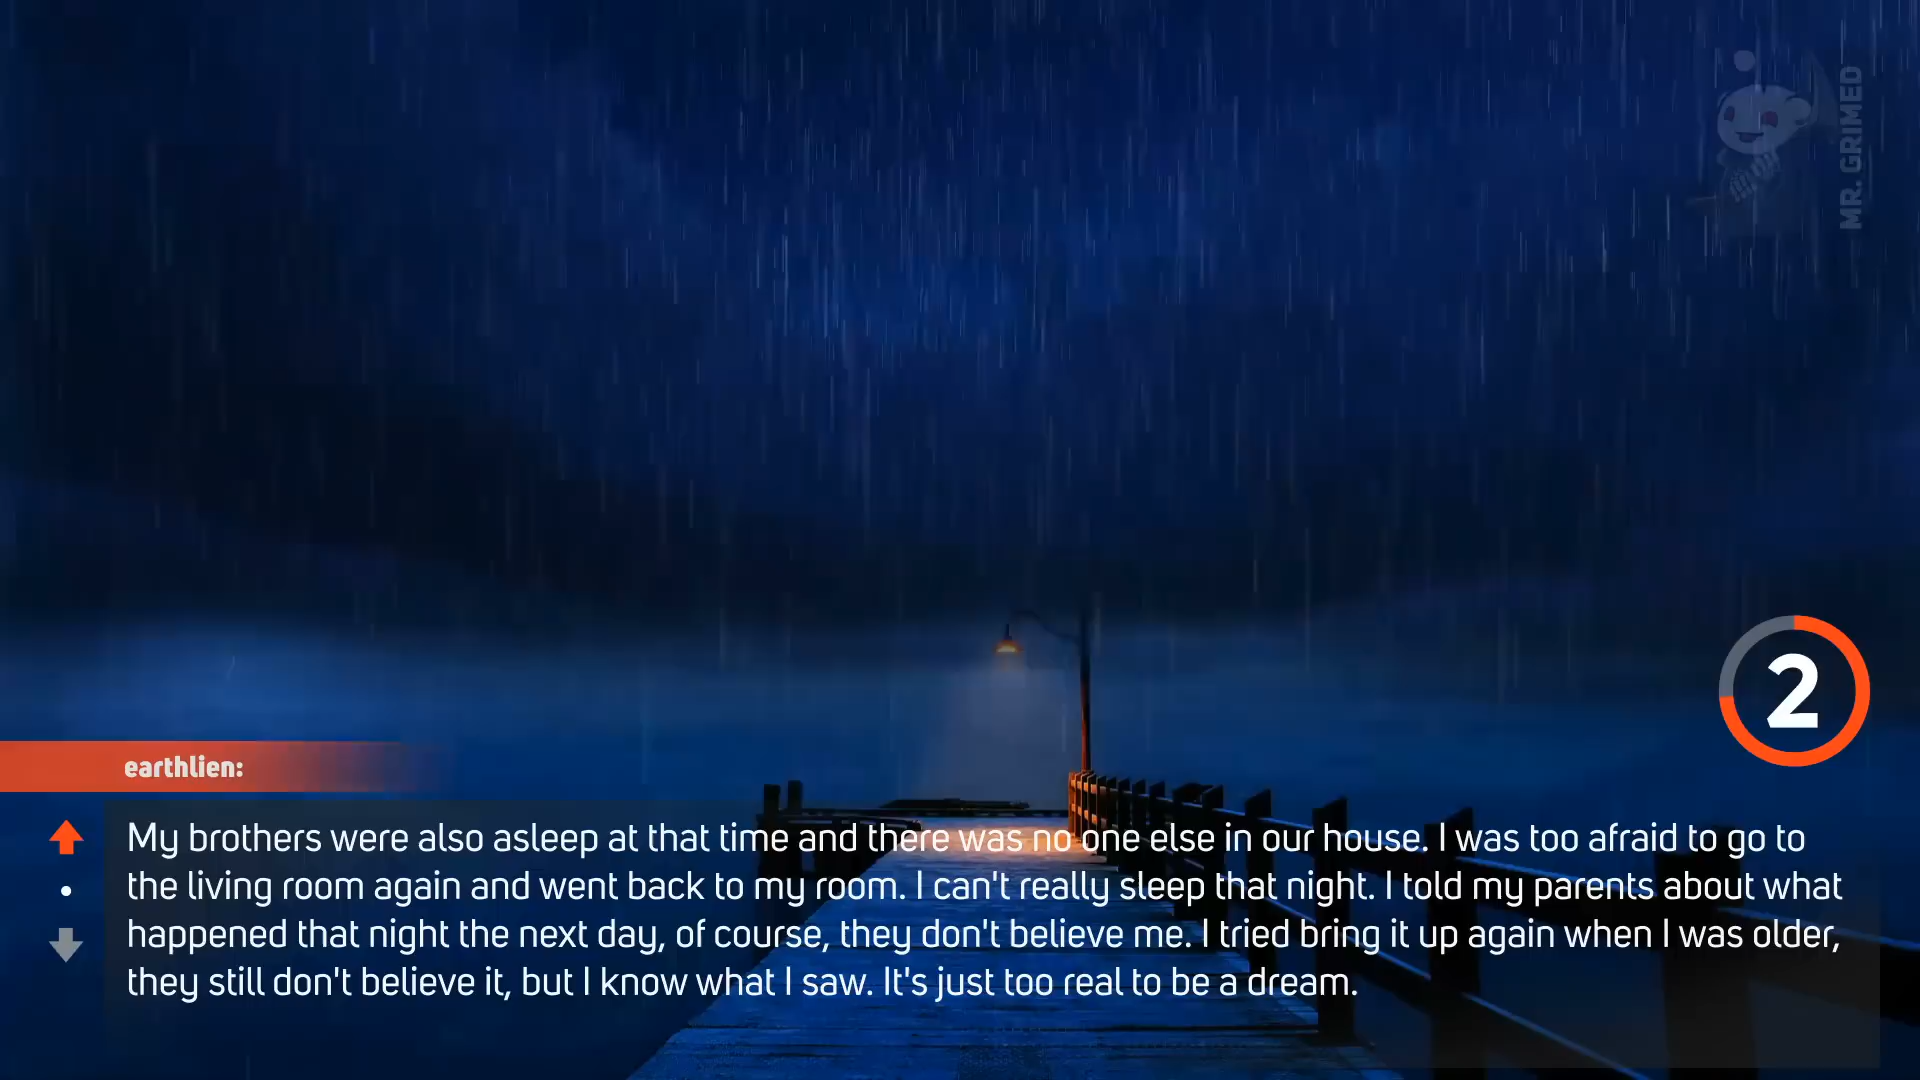 MR. GRIMED
2
earthlien:
My brothers were also asleep at that time and there was no one else in our house. I was too afraid to go to
the living room again and went back to my room. I can't really sleep that night. I told my parents about what
happened that night the next day, of course, they don't believe me. I tried bring it up again when I was older,
they still don't believe it, but I know what I saw. It's just too real to be a dream.